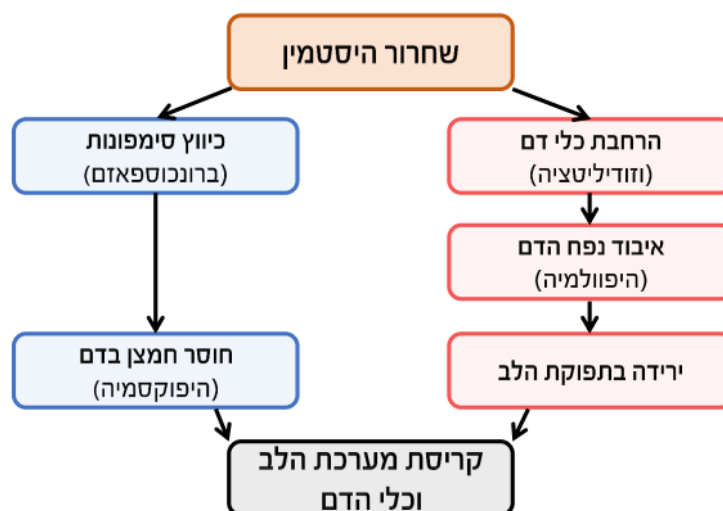 שחרור היסטמין
הרחבת כלי דם
(וזודיליטציה)
איבוד נפח הדם
(היפוולמיה)
ירידה בתפוקת הלב
כיווץ סימפונות
(ברונכוספאזם)
חוסר חמצן בדם
(היפוקסמיה)
קריסת מערכת הלב
וכלי הדם